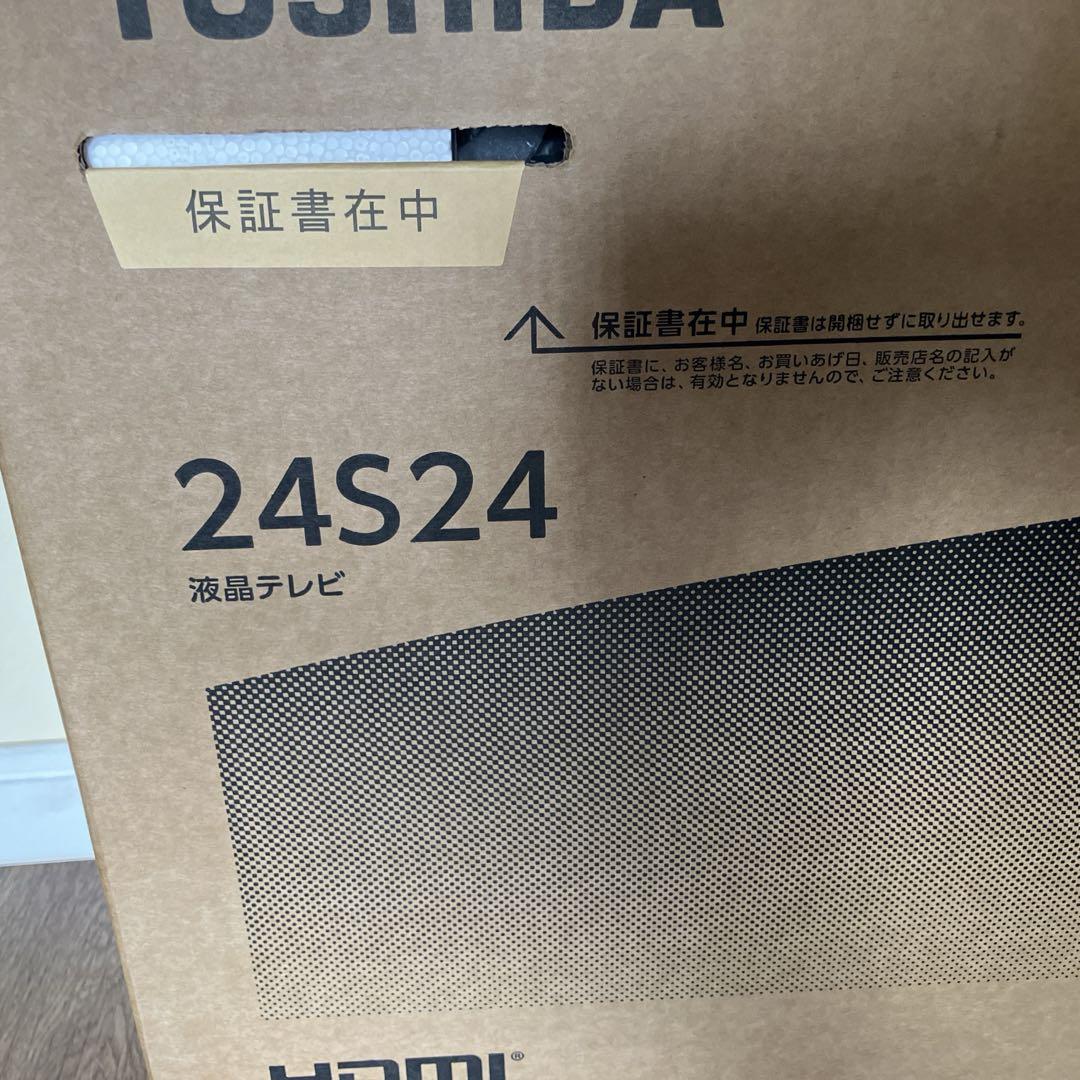 TOSHIBA
保証書在中
保証書在中 保証書は開梱せずに取り出せます。
保証書に、お客様名、お買いあげ日、販売店名の記入が
ない場合は、有効となりませんので、ご注意ください。
24S24
液晶テレビ
HDMI®